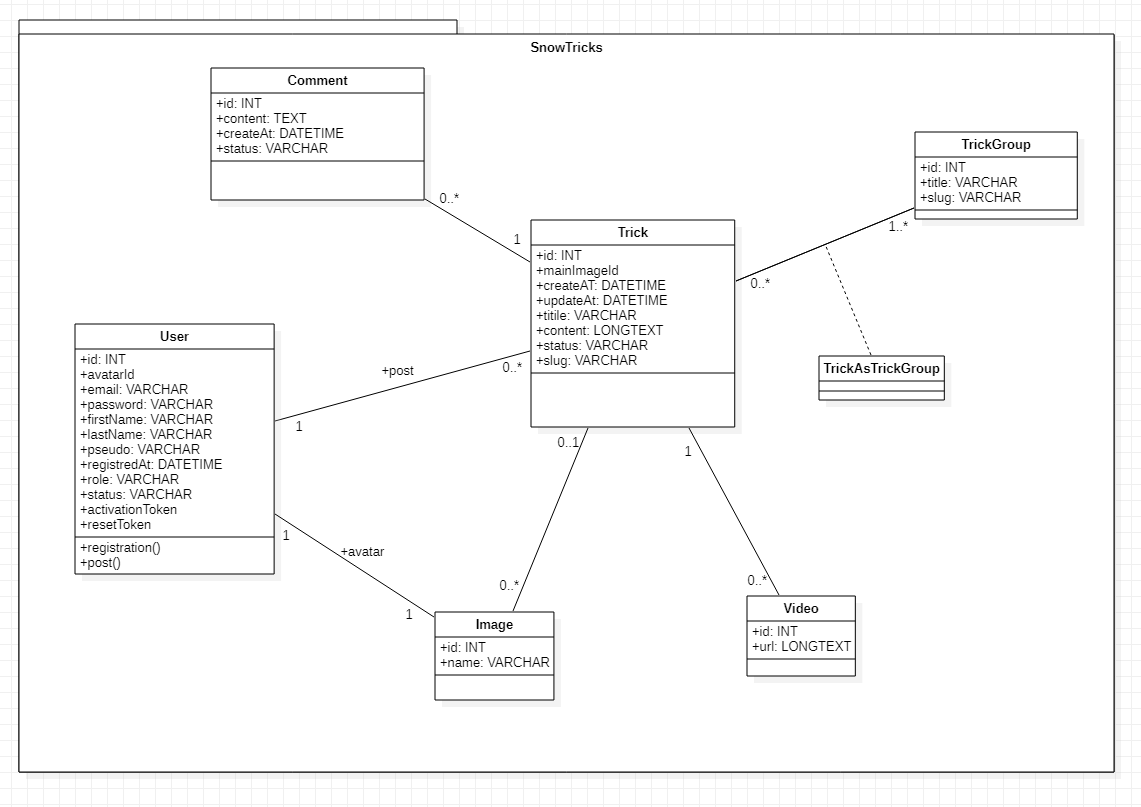 SnowTricks
Comment
+id: INT
+content: TEXT
+createAt: DATETIME
+status: VARCHAR
0..*
1
TrickGroup
+id: INT
+title: VARCHAR
+slug: VARCHAR
1..*
0..*
Trick
+id: INT
+mainImageId
+createAT: DATETIME
+updateAt: DATETIME
+titile: VARCHAR
+content: LONGTEXT
+status: VARCHAR
+slug: VARCHAR
TrickAsTrickGroup
User
+id: INT
+avatarId
+email: VARCHAR
+password: VARCHAR
+firstName: VARCHAR
+lastName: VARCHAR
+pseudo: VARCHAR
+registredAt: DATETIME
+role: VARCHAR
+status: VARCHAR
+activationToken
+resetToken
+registration()
+post()
+post
0..*
1
0..1
1
1
+avatar
1
0..*
0..*
Image
+id: INT
+name: VARCHAR
Video
+id: INT
+url: LONGTEXT